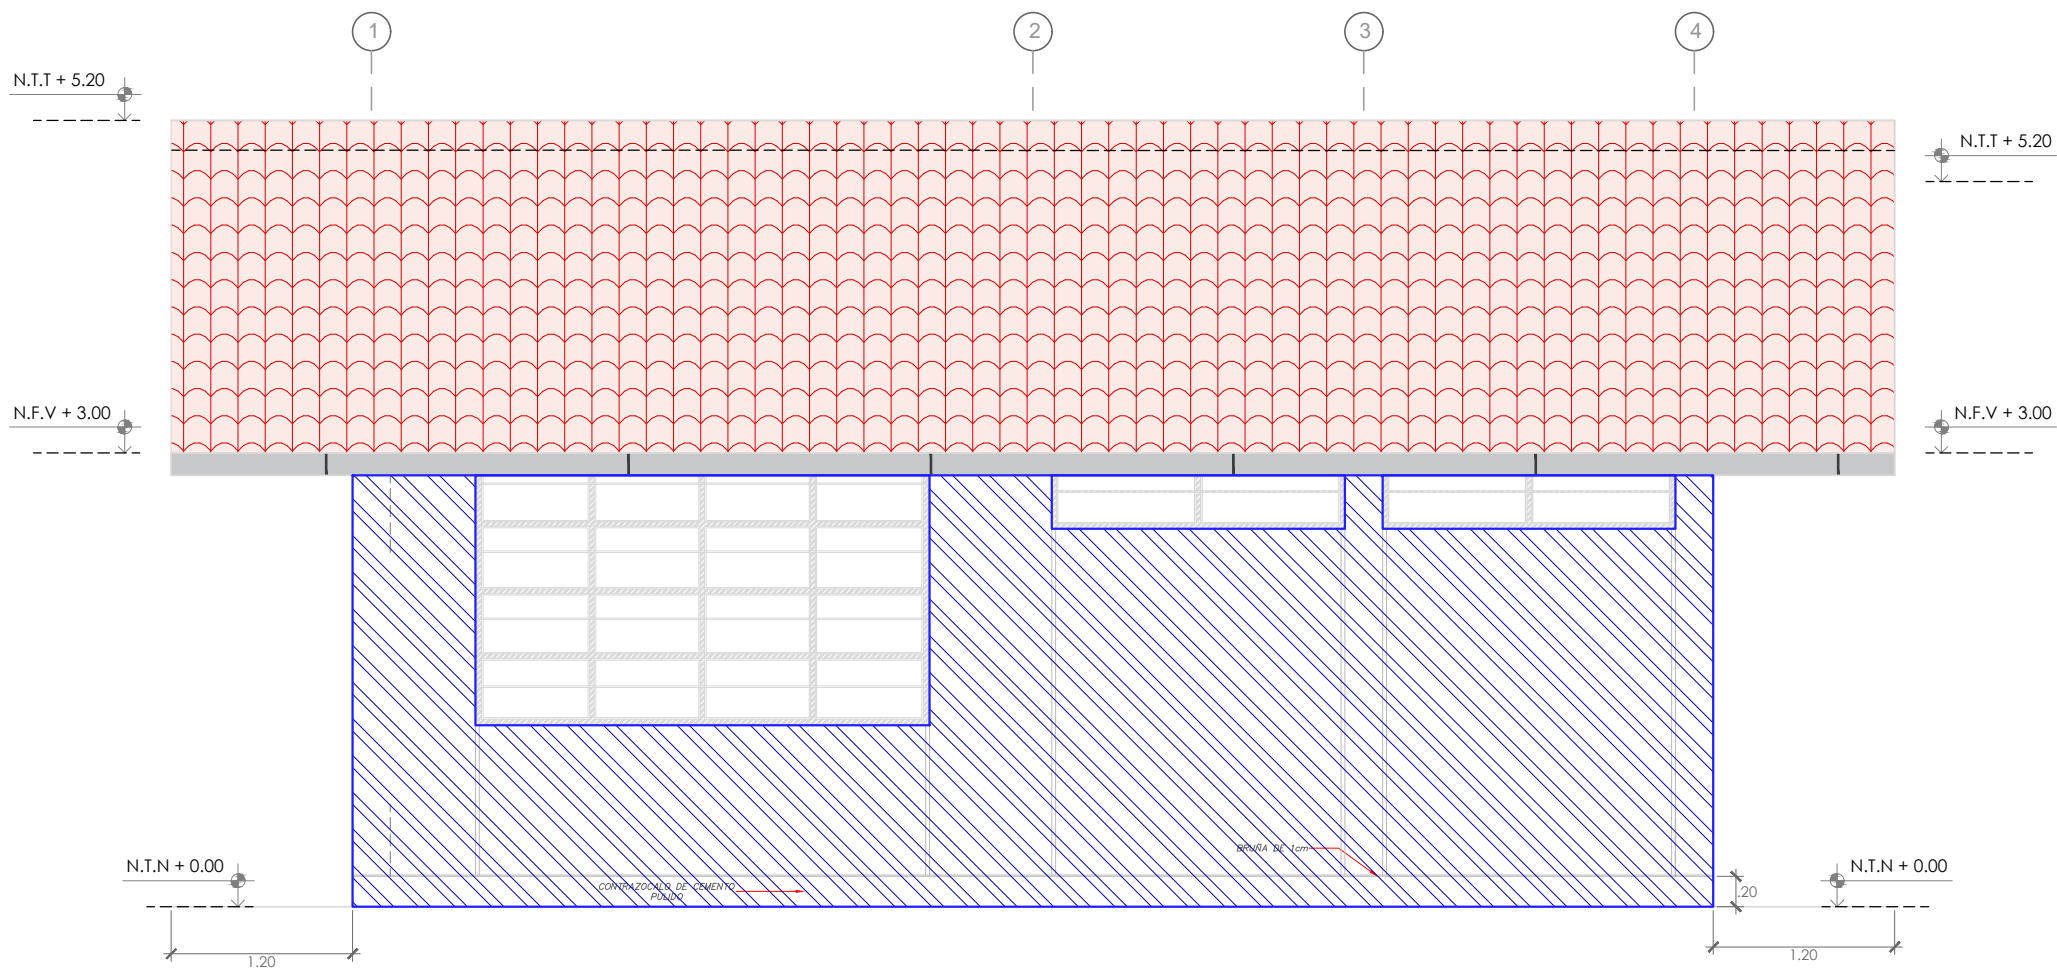 1
2
3
4
N.T.T + 5.20
N.T.T + 5.20
N.F.V + 3.00
N.F.V + 3.00
BRUÑA DE 1cm
N.T.N + 0.00
N.T.N + 0.00
CONTRAZOCALO DE CEMENTO
PULIDO
.20
1.20
1.20